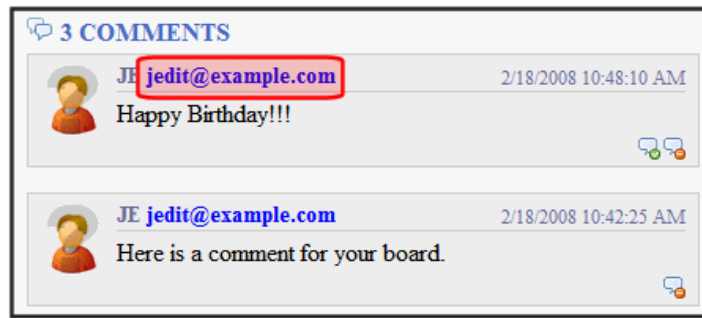 3 COMMENTS
JE jedit@example.com 2/18/2008 10:48:10 AM
Happy Birthday!!!
JE jedit@example.com 2/18/2008 10:42:25 AM
Here is a comment for your board.